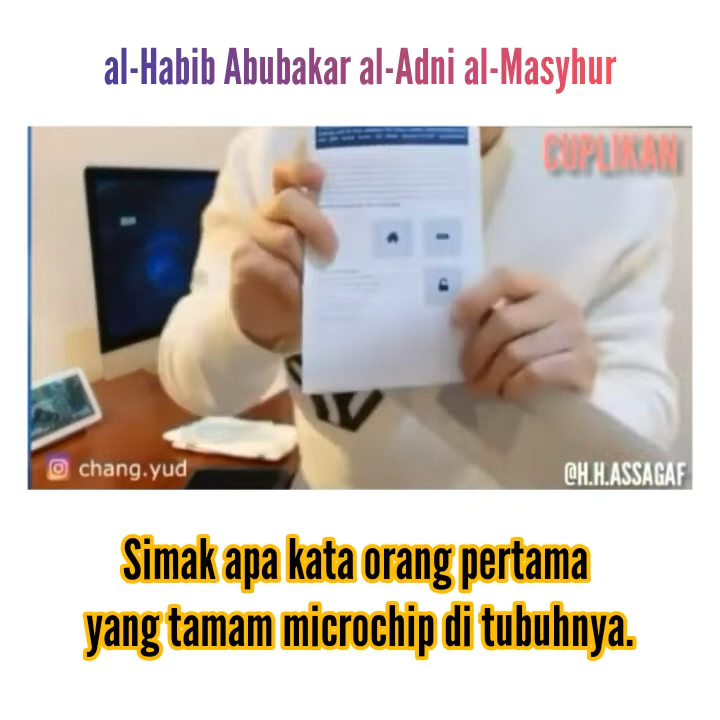 al-Habib Abubakar al-Adni al-Masyhur
CUPLIKAN
chang.yud
@H.H.ASSAGAF
Simak apa kata orang pertama
yang tamam microchip di tubuhnya.